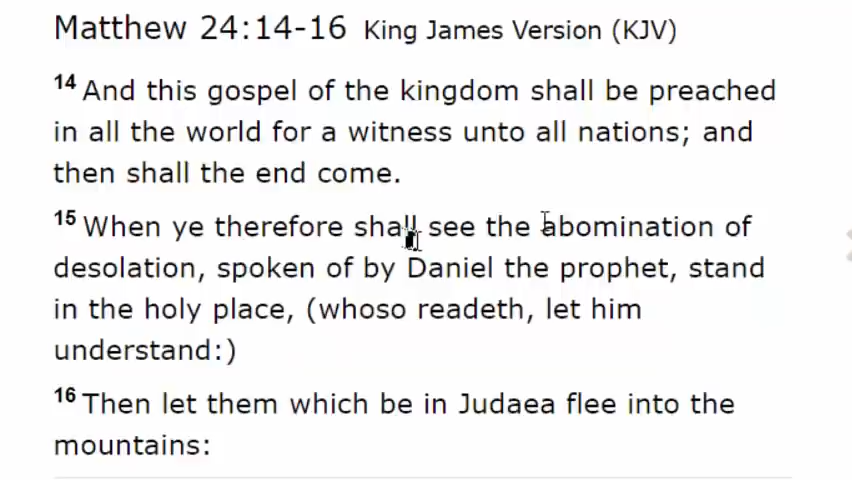 Matthew 24:14-16 King James Version (KJV)
14 And this gospel of the kingdom shall be preached
in all the world for a witness unto all nations; and
then shall the end come.
15 When ye therefore shall see the abomination of
desolation, spoken of by Daniel the prophet, stand
in the holy place, (whoso readeth, let him
understand:)
16 Then let them which be in Judaea flee into the
mountains: